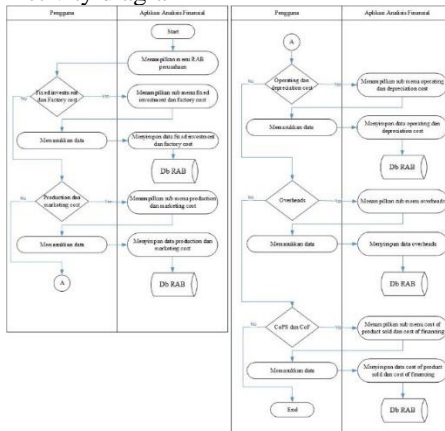 Pengguna
Aplikasi Analisis Finansial
Start
Menampilkan menu RAB
perusahaan
Fixed investment
dan Factory cost
No
Yes
Menampilkan sub menu fixed
investment dan factory cost
Memasukkan data
Menyimpan data fixed investment
dan factory cost
Db RAB
Production dan
marketing cost
No
Yes
Menampilkan sub menu production
dan marketing cost
Memasukkan data
Menyimpan data production dan
marketing cost
Db RAB
A
Pengguna
Aplikasi Analisis Finansial
A
Operating dan
depreciation cost
No
Yes
Menampilkan sub menu operating
dan depreciation cost
Memasukkan data
Menyimpan data operating dan
depreciation cost
Db RAB
Overheads
No
Yes
Menampilkan sub menu overheads
Memasukkan data
Menyimpan data overheads
Db RAB
CoPS dan CoF
No
Yes
Menampilkan sub menu cost of
product sold dan cost of financing
Memasukkan data
Menyimpan data cost of product
sold dan cost of financing
Db RAB
End